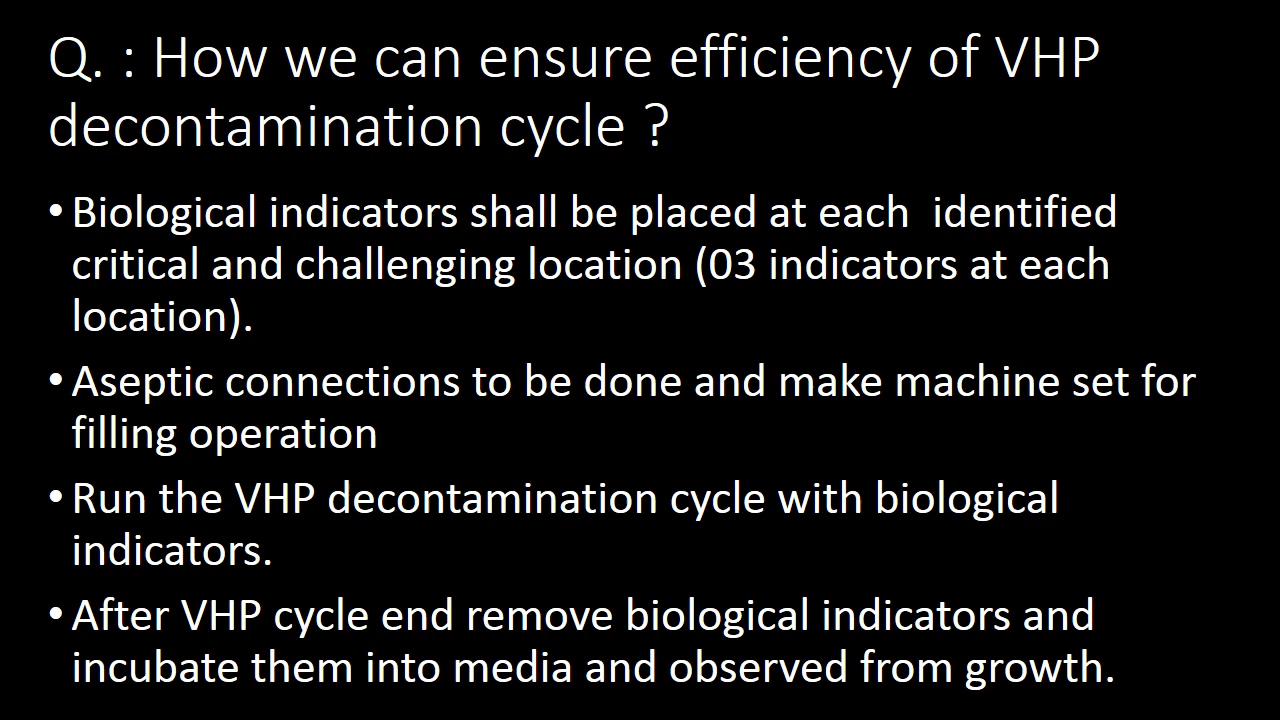 Q. : How we can ensure efficiency of VHP
decontamination cycle ?
• Biological indicators shall be placed at each  identified
critical and challenging location (03 indicators at each
location).
• Aseptic connections to be done and make machine set for
filling operation
• Run the VHP decontamination cycle with biological
indicators.
• After VHP cycle end remove biological indicators and
incubate them into media and observed from growth.